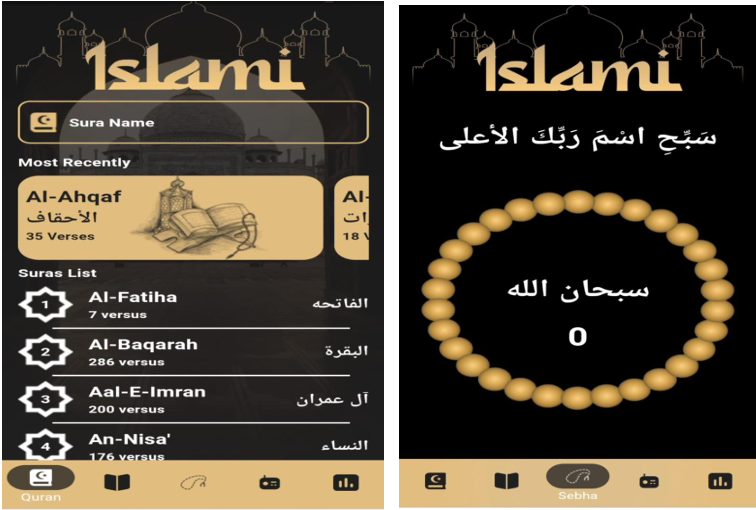 Islami
Sura Name
Most Recently
Al-Ahqaf
الأحقاف
35 Verses
Al-
ات
18 V
Suras List
1
Al-Fatiha
7 versus
الفاتحه
2
Al-Baqarah
286 versus
البقرة
3
Aal-E-Imran
200 versus
آل عمران
4
An-Nisa'
176 versus
النساء
Quran
Islami
سَبِّحِ اسْمَ رَبِّكَ الأعلى
سبحان الله
0
Sebha